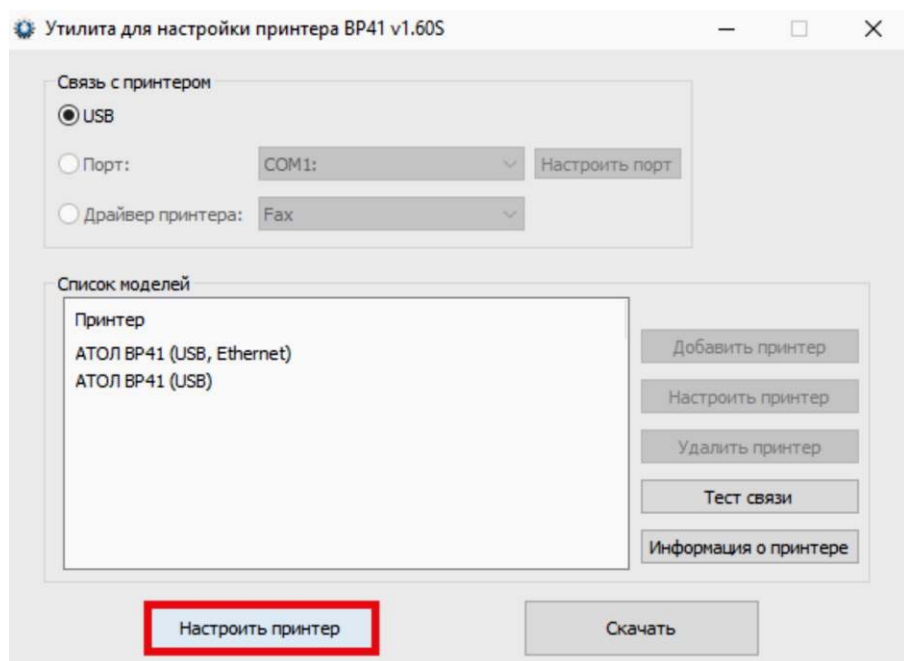 Утилита для настройки принтера BP41 v1.60S
Связь с принтером
USB
Порт: COM1: Настроить порт
Драйвер принтера: Fax
Список моделей
Принтер
АТОЛ BP41 (USB, Ethernet)
АТОЛ BP41 (USB)
Добавить принтер
Настроить принтер
Удалить принтер
Тест связи
Информация о принтере
Настроить принтер Скачать